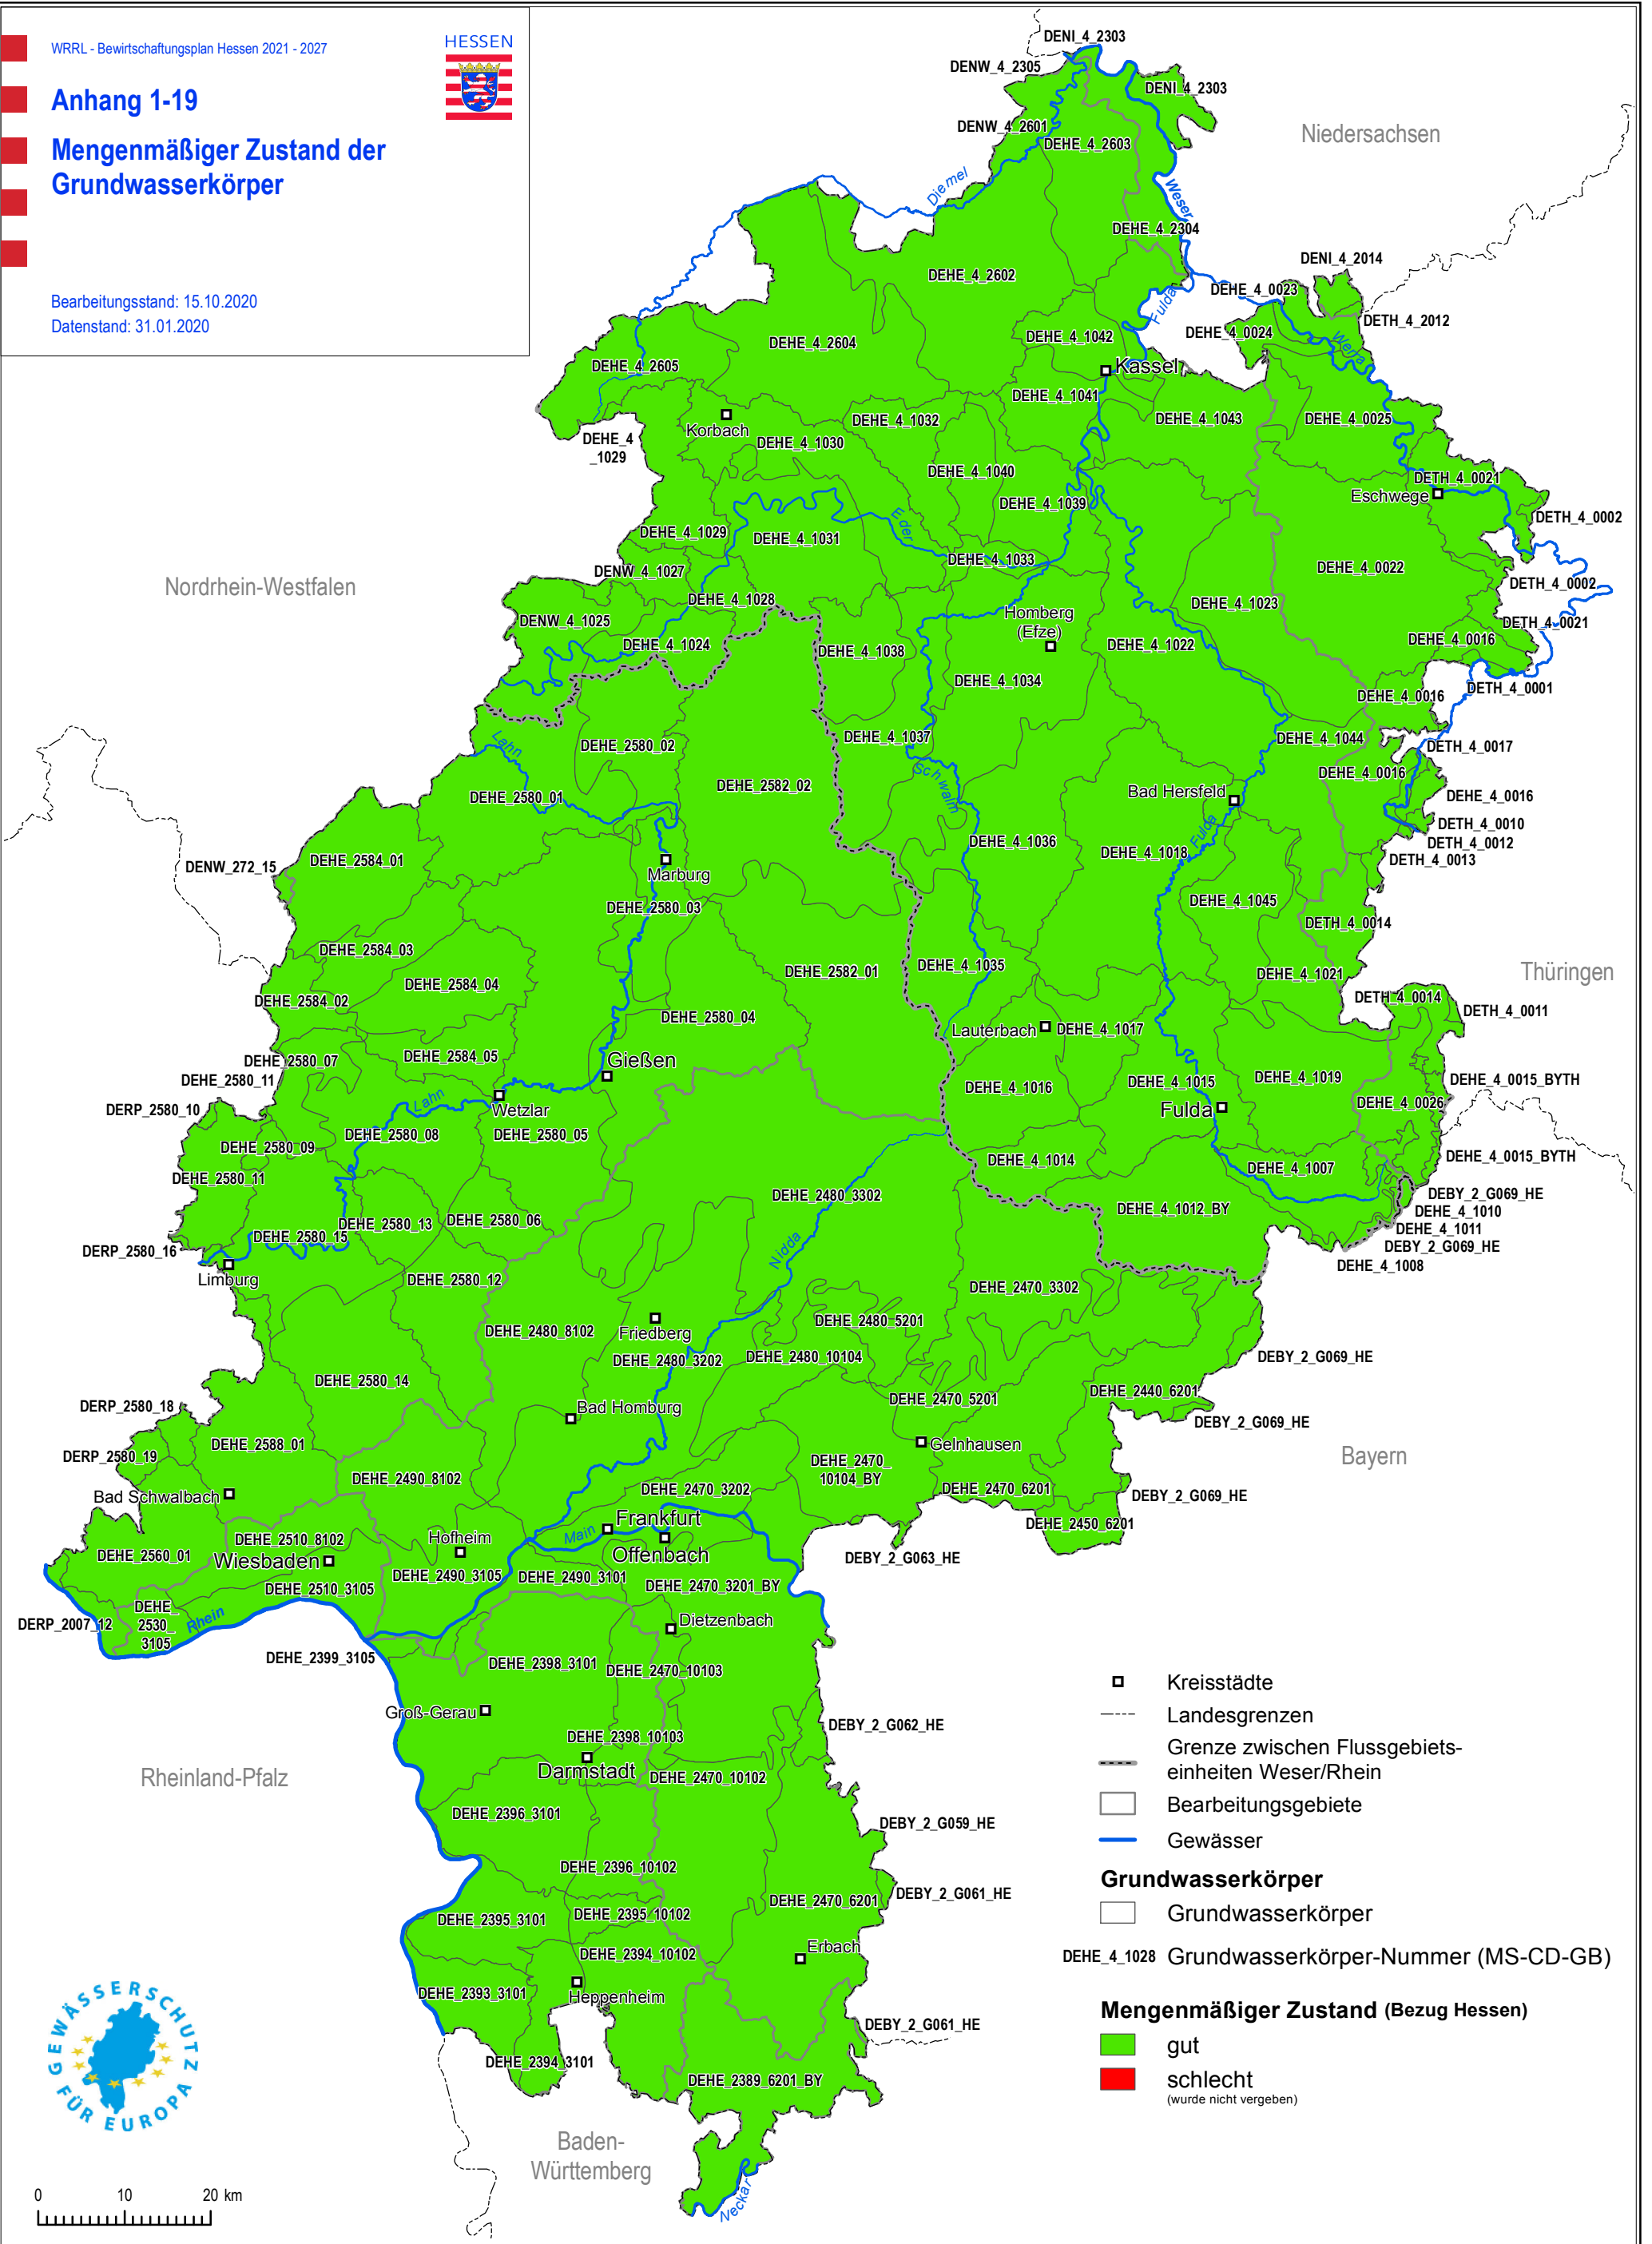 WRRL - Bewirtschaftungsplan Hessen 2021 - 2027
HESSEN
Anhang 1-19
Mengenmäßiger Zustand der
Grundwasserkörper
Bearbeitungsstand: 15.10.2020
Datenstand: 31.01.2020
DENI_4_2303
DENW_4_2305
DENI_4_2303
DENW_4_2601
DEHE_4_2603
Niedersachsen
Diemel
Weser
DEHE_4_2304
DENI_4_2014
DEHE_4_2602
DEHE_4_0023
Fulda
DETH_4_2012
DEHE_4_0024
DEHE_4_1042
DEHE_4_2604
Werra
DEHE_4_2605
Kassel
DEHE_4_1041
DEHE_4_1032
DEHE_4_1043
DEHE_4_0025
Korbach
DEHE_4
_1029
DEHE_4_1030
DEHE_4_1040
DETH_4_0021
Eschwege
DEHE_4_1039
DETH_4_0002
Eder
DEHE_4_1029
DEHE_4_1031
DEHE_4_1033
DENW_4_1027
DEHE_4_0022
DETH_4_0002
Nordrhein-Westfalen
DEHE_4_1028
DEHE_4_1023
Homberg
(Efze)
DENW_4_1025
DETH_4_0021
DEHE_4_1024
DEHE_4_1038
DEHE_4_1022
DEHE_4_0016
DEHE_4_1034
DETH_4_0001
DEHE_4_0016
Lahn
DEHE_2580_02
DEHE_4_1037
DEHE_4_1044
DETH_4_0017
DEHE_4_0016
Schwalm
DEHE_2582_02
DEHE_2580_01
Bad Hersfeld
DEHE_4_0016
DETH_4_0010
Fulda
DEHE_4_1036
DETH_4_0012
DEHE_4_1018
DETH_4_0013
DENW_272_15
DEHE_2584_01
Marburg
DEHE_2580_03
DEHE_4_1045
DETH_4_0014
DEHE_2584_03
DEHE_2582_01
DEHE_4_1035
DEHE_4_1021
Thüringen
DEHE_2584_04
DEHE_2584_02
DETH_4_0014
DETH_4_0011
DEHE_2580_04
Lauterbach
DEHE_4_1017
DEHE_2580_07
DEHE_2584_05
Gießen
DEHE_2580_11
DEHE_4_1016
DEHE_4_1015
DEHE_4_1019
DEHE_4_0015_BYTH
DERP_2580_10
Lahn
Wetzlar
Fulda
DEHE_4_0026
DEHE_2580_09
DEHE_2580_08
DEHE_2580_05
DEHE_4_1014
DEHE_4_1007
DEHE_4_0015_BYTH
DEHE_2580_11
DEHE_2480_3302
DEBY_2_G069_HE
DEHE_4_1012_BY
DEHE_4_1010
DEHE_4_1011
DEHE_2580_13
DEHE_2580_06
DEHE_2580_15
DEBY_2_G069_HE
DERP_2580_16
Nidda
DEHE_4_1008
Limburg
DEHE_2580_12
DEHE_2470_3302
DEHE_2480_8102
Friedberg
DEHE_2480_5201
DEHE_2480_3202
DEHE_2480_10104
DEBY_2_G069_HE
DEHE_2580_14
DEHE_2470_5201
DEHE_2440_6201
DERP_2580_18
Bad Homburg
DEBY_2_G069_HE
DEHE_2588_01
Gelnhausen
DERP_2580_19
Bayern
DEHE_2490_8102
DEHE_2470_
10104_BY
DEHE_2470_3202
DEHE_2470_6201
DEBY_2_G069_HE
Bad Schwalbach
Frankfurt
DEHE_2450_6201
Main
DEHE_2510_8102
Hofheim
DEHE_2560_01
Wiesbaden
Offenbach
DEBY_2_G063_HE
DEHE_2490_3105
DEHE_2490_3101
DEHE_2470_3201_BY
DEHE_2510_3105
DEHE_
2530_
3105
DERP_2007_12
Rhein
Dietzenbach
DEHE_2399_3105
DEHE_2398_3101
DEHE_2470_10103
Groß-Gerau
DEBY_2_G062_HE
DEHE_2398_10103
Darmstadt
DEHE_2470_10102
Rheinland-Pfalz
DEHE_2396_3101
DEBY_2_G059_HE
DEHE_2396_10102
DEHE_2470_6201
DEBY_2_G061_HE
DEHE_2395_3101
DEHE_2395_10102
Erbach
DEHE_2394_10102
DEHE_2393_3101
Heppenheim
DEBY_2_G061_HE
DEHE_2394_3101
DEHE_2389_6201_BY
Baden-
Württemberg
Neckar
Kreisstädte
Landesgrenzen
Grenze zwischen Flussgebiets-
einheiten Weser/Rhein
Bearbeitungsgebiete
Gewässer
Grundwasserkörper
Grundwasserkörper
DEHE_4_1028 Grundwasserkörper-Nummer (MS-CD-GB)
Mengenmäßiger Zustand (Bezug Hessen)
gut
schlecht
(wurde nicht vergeben)
GEWÄSSERSCHUTZ
FÜR EUROPA
0 10 20 km